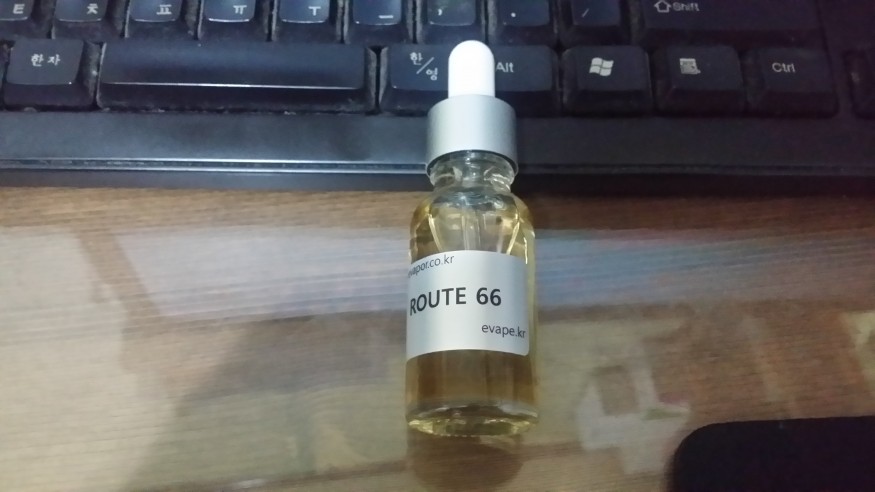 ㅌ ㅊ ㅍ ㅠ ㅜ ㅡ , . /
Shift
한자
한/영
Alt
Ctrl
vapor.co.kr
ROUTE 66
evape.kr